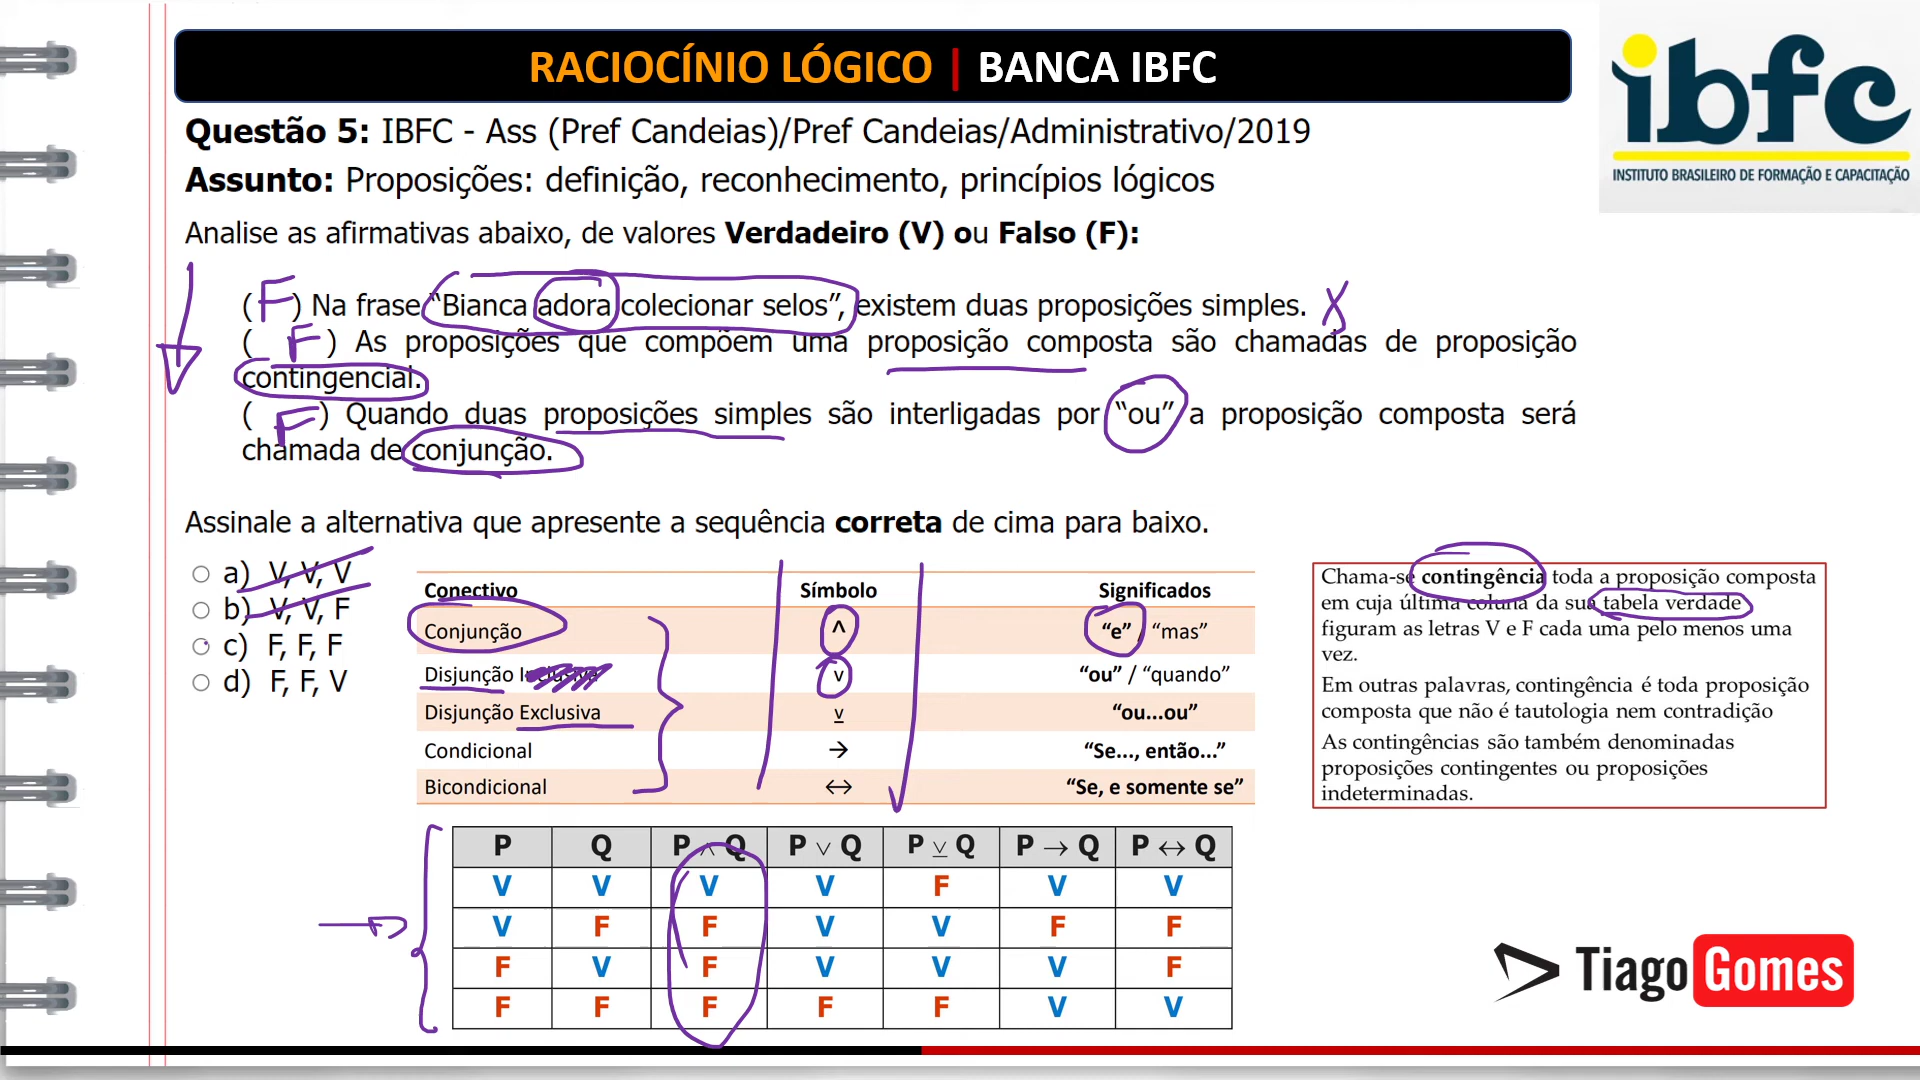 RACIOCÍNIO LÓGICO | BANCA IBFC
ibfc
INSTITUTO BRASILEIRO DE FORMAÇÃO E CAPACITAÇÃO
Questão 5: IBFC - Ass (Pref Candeias)/Pref Candeias/Administrativo/2019
Assunto: Proposições: definição, reconhecimento, princípios lógicos
Analise as afirmativas abaixo, de valores Verdadeiro (V) ou Falso (F):
( F ) Na frase “Bianca adora colecionar selos”, existem duas proposições simples. X
( F ) As proposições que compõem uma proposição composta são chamadas de proposição
contingencial.
( F ) Quando duas proposições simples são interligadas por “ou” a proposição composta será
chamada de conjunção.
Assinale a alternativa que apresente a sequência correta de cima para baixo.
a) V, V, V
b) V, V, F
c) F, F, F
d) F, F, V
Conectivo Símbolo Significados
Conjunção ^ “e” / “mas”
Disjunção Inclusiva v “ou” / “quando”
Disjunção Exclusiva v “ou...ou”
Condicional → “Se..., então...”
Bicondicional ↔ “Se, e somente se”
Chama-se contingência toda a proposição composta
em cuja última coluna da sua tabela verdade
figuram as letras V e F cada uma pelo menos uma
vez.
Em outras palavras, contingência é toda proposição
composta que não é tautologia nem contradição
As contingências são também denominadas
proposições contingentes ou proposições
indeterminadas.
P Q P ∧ Q P ∨ Q P ⊻ Q P → Q P ↔ Q
V V V V F V V
V F F V V F F
F V F V V V F
F F F F F V V
Tiago Gomes